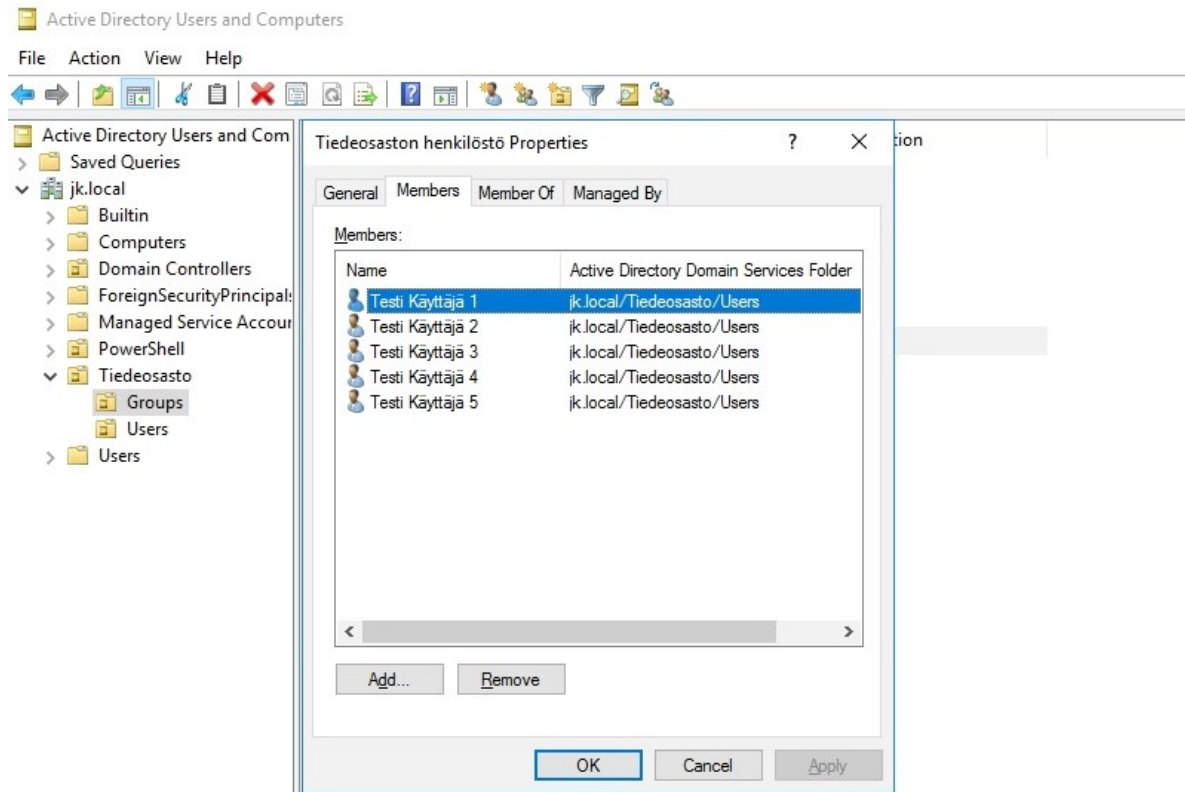 Active Directory Users and Computers
File Action View Help
Active Directory Users and Com
Saved Queries
jk.local
Builtin
Computers
Domain Controllers
ForeignSecurityPrincipal
Managed Service Accour
PowerShell
Tiedeosasto
Groups
Users
Users
Tiedeosaston henkilöstö Properties ?
General Members Member Of Managed By
Members:
Name Active Directory Domain Services Folder
Testi Käyttäjä 1 jk.local/Tiedeosasto/Users
Testi Käyttäjä 2 jk.local/Tiedeosasto/Users
Testi Käyttäjä 3 jk.local/Tiedeosasto/Users
Testi Käyttäjä 4 jk.local/Tiedeosasto/Users
Testi Käyttäjä 5 jk.local/Tiedeosasto/Users
Add... Remove
OK Cancel Apply
tion